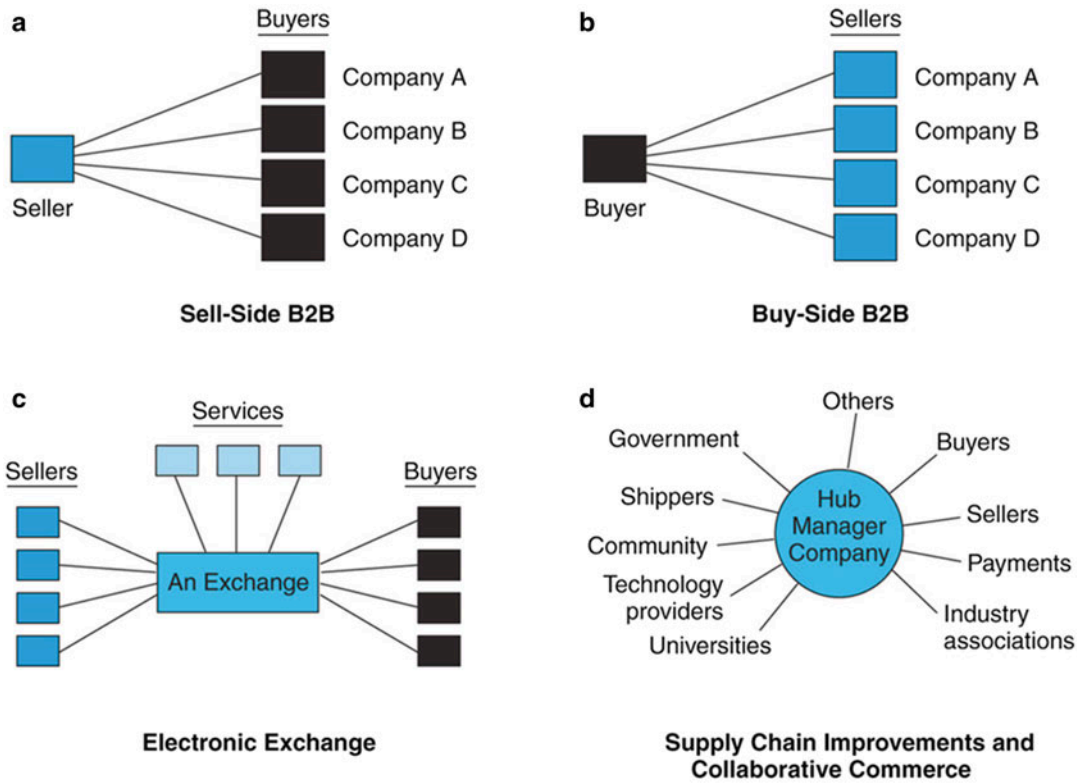 a
Buyers
Company A
Company B
Company C
Company D
Seller
Sell-Side B2B
b
Sellers
Company A
Company B
Company C
Company D
Buyer
Buy-Side B2B
c
Services
Sellers
Buyers
An Exchange
Electronic Exchange
d
Others
Government
Buyers
Shippers
Hub
Manager
Company
Sellers
Community
Payments
Technology
providers
Industry
associations
Universities
Supply Chain Improvements and
Collaborative Commerce